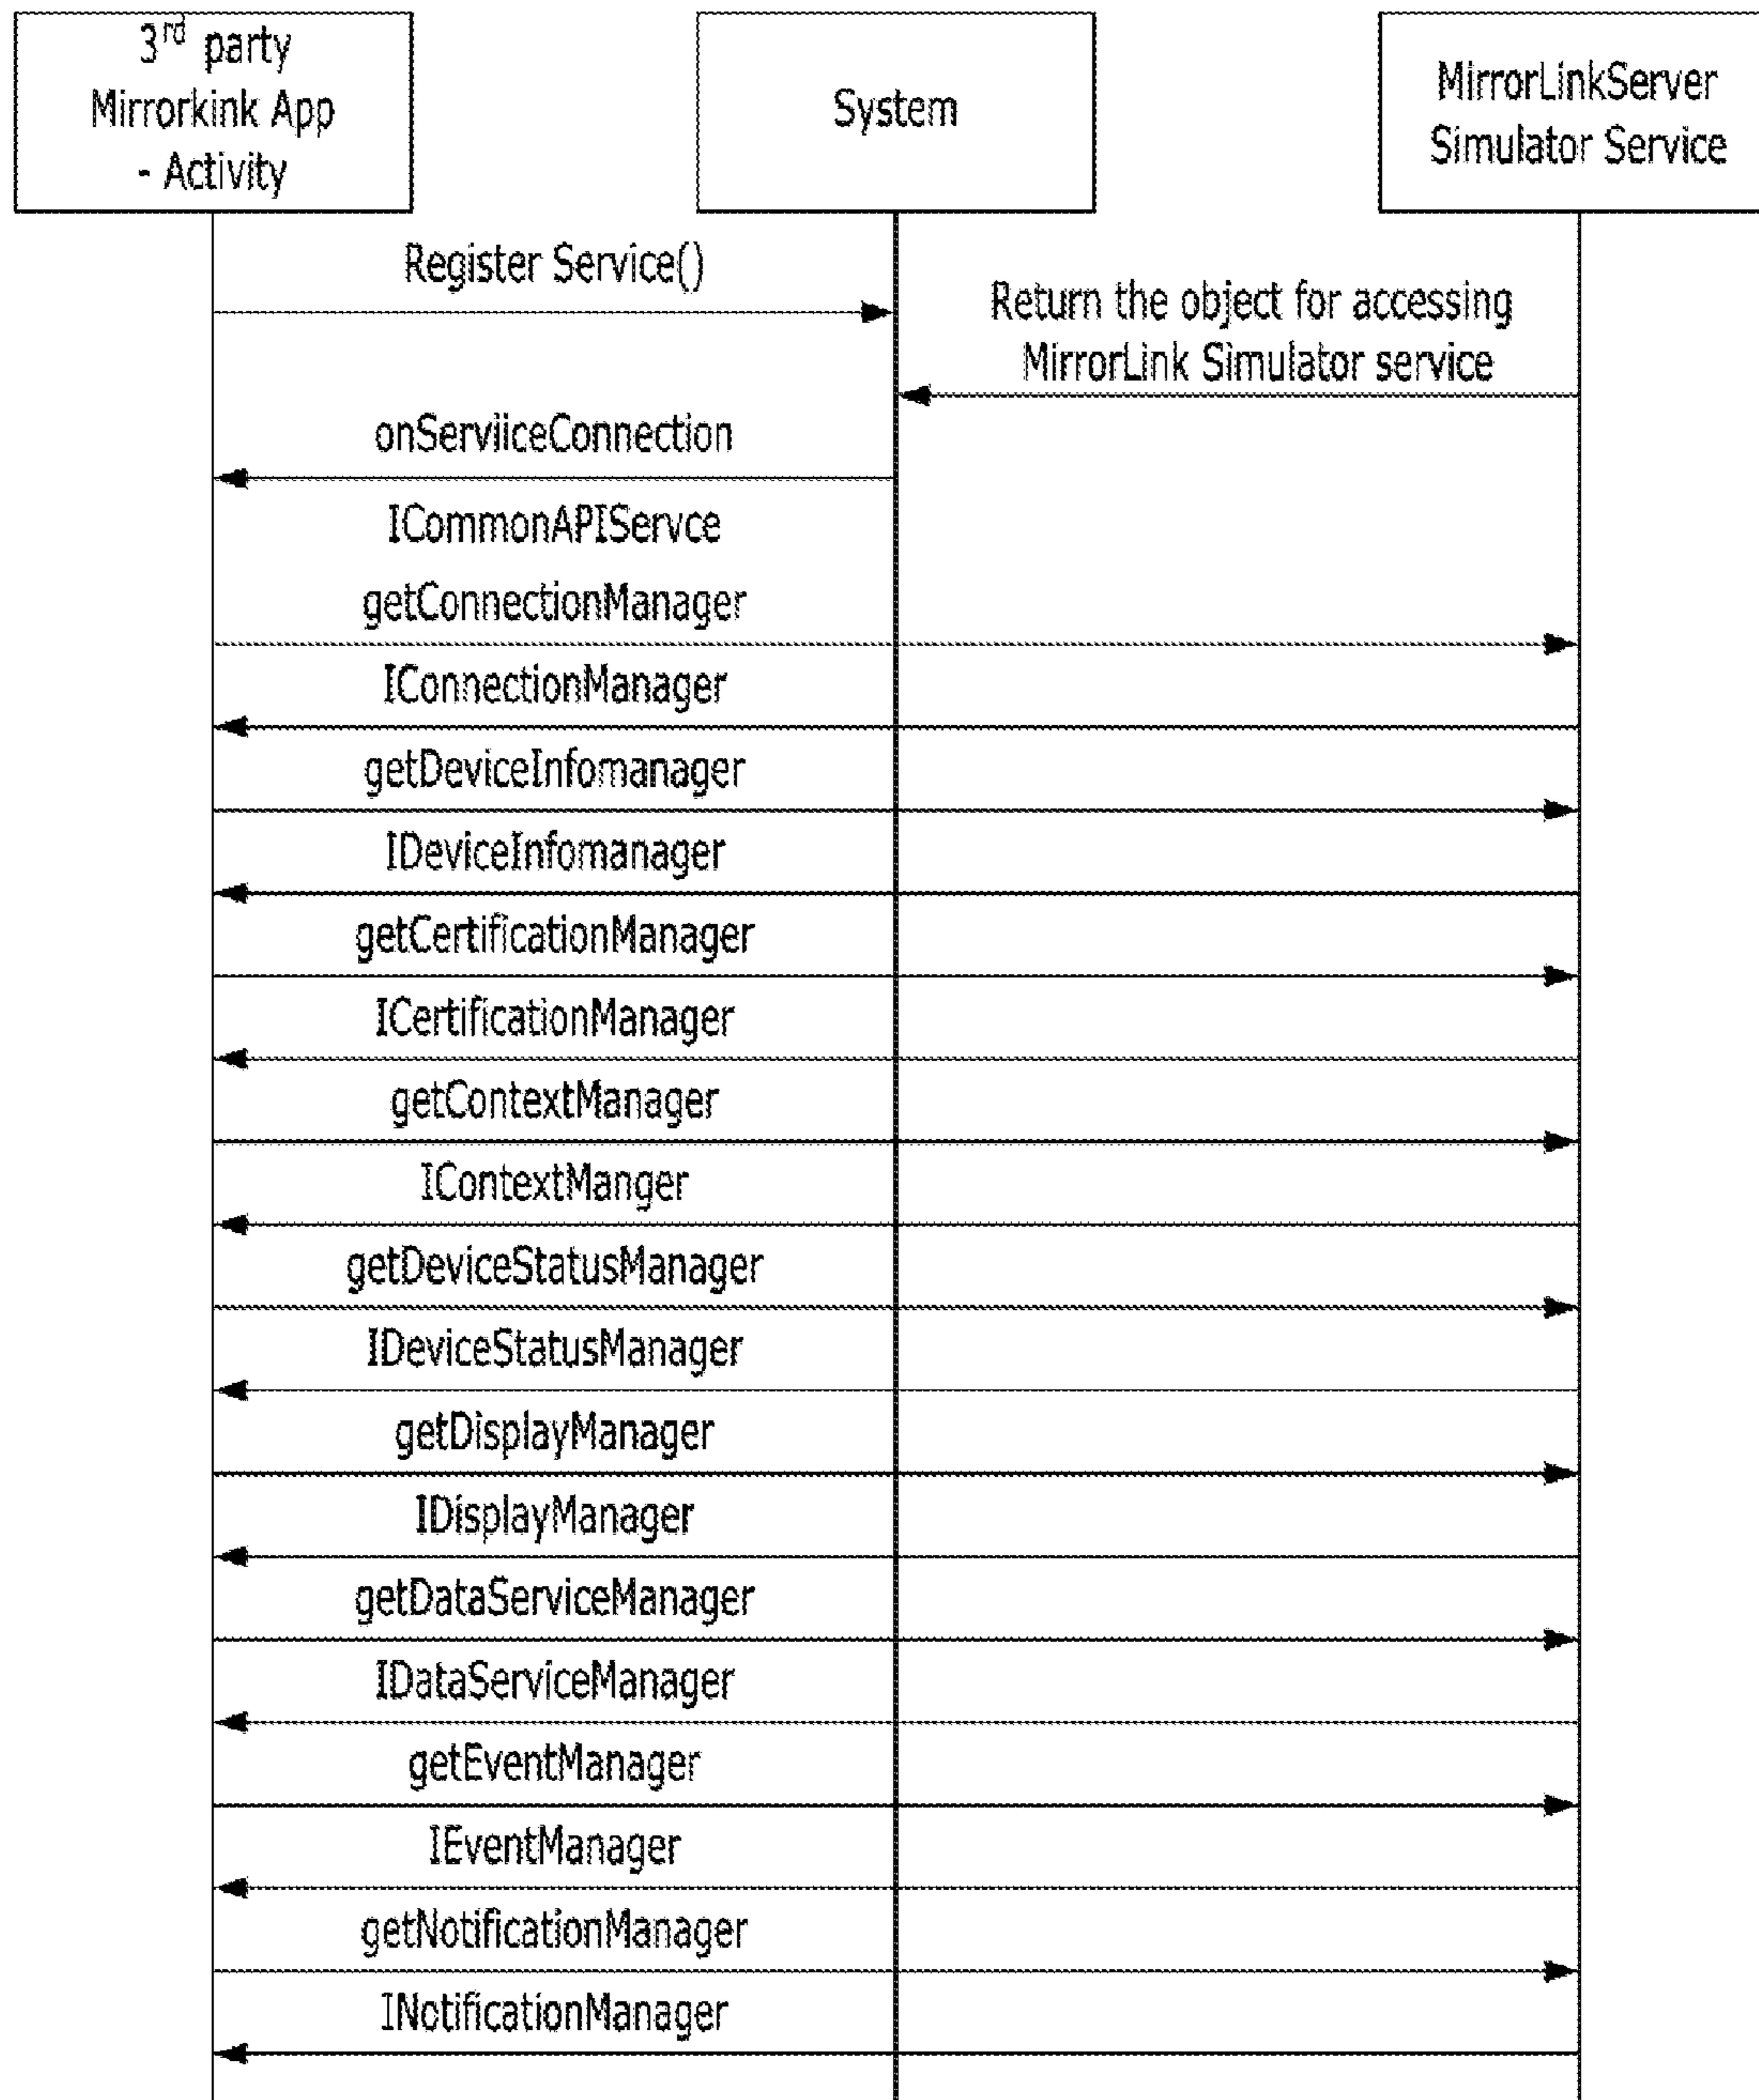 3rd party
Mirrorkink App
- Activity
System
MirrorLinkServer
Simulator Service
Register Service()
Return the object for accessing
MirrorLink Simulator service
onServiiceConnection
ICommonAPIServce
getConnectionManager
IConnectionManager
getDeviceInfomanager
IDeviceInfomanager
getCertificationManager
ICertificationManager
getContextManager
IContextManger
getDeviceStatusManager
IDeviceStatusManager
getDisplayManager
IDisplayManager
getDataServiceManager
IDataServiceManager
getEventManager
IEventManager
getNotificationManager
INotificationManager